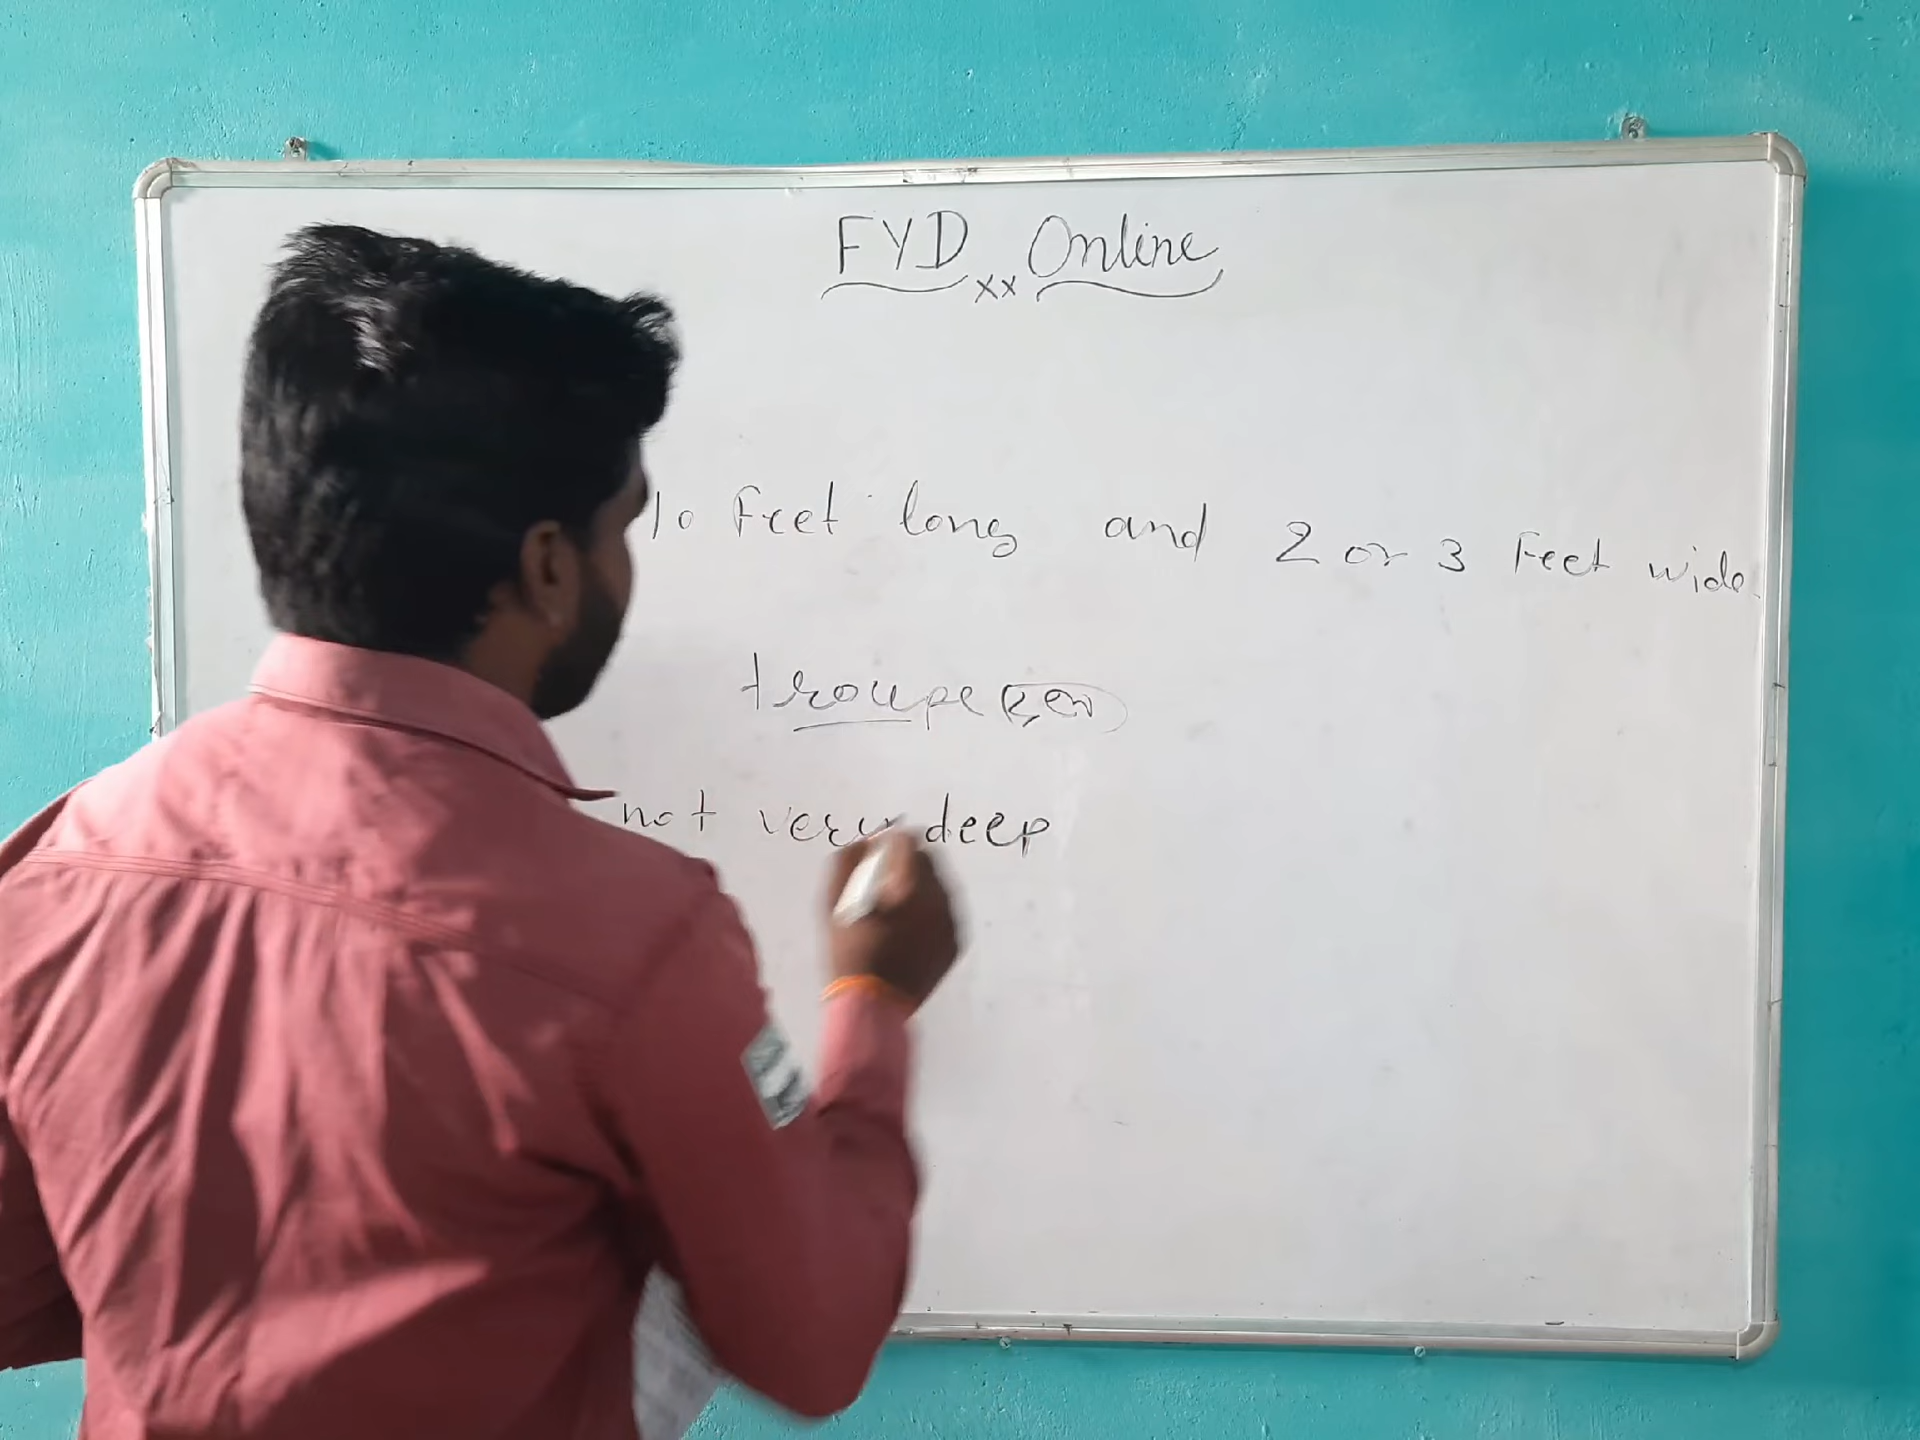 FYD xx Online
10 Feet long and 2 or 3 Feet wide.
troupe
not very deep